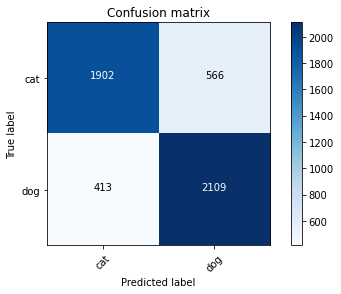 Confusion matrix
True label
cat
1902 566
dog
413 2109
cat dog
Predicted label
2000
1800
1600
1400
1200
1000
800
600